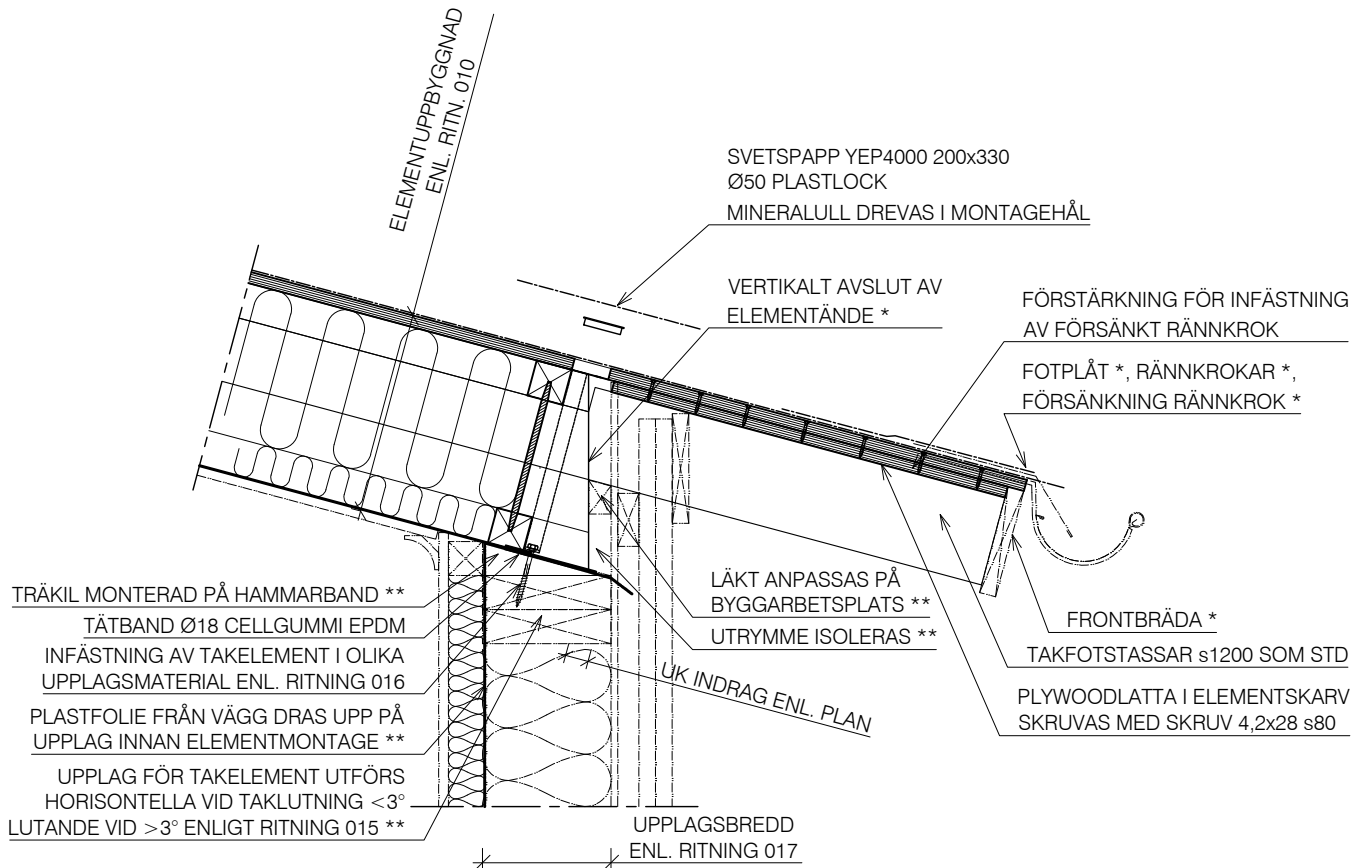 ELEMENTUPPBYGGNAD
ENL. RITN. 010
SVETSPAPP YEP4000 200x330
Ø50 PLASTLOCK
MINERALULL DREVAS I MONTAGEHÅL
VERTIKALT AVSLUT AV
ELEMENTÄNDE *
FÖRSTÄRKNING FÖR INFÄSTNING
AV FÖRSÄNKT RÄNNKROK
FOTPLÅT *, RÄNNKROKAR *,
FÖRSÄNKNING RÄNNKROK *
TRÄKIL MONTERAD PÅ HAMMARBAND **
TÄTBAND Ø18 CELLGUMMI EPDM
INFÄSTNING AV TAKELEMENT I OLIKA
UPPLAGSMATERIAL ENL. RITNING 016
PLASTFOLIE FRÅN VÄGG DRAS UPP PÅ
UPPLAG INNAN ELEMENTMONTAGE **
UPPLAG FÖR TAKELEMENT UTFÖRS
HORISONTELLA VID TAKLUTNING <3°
LUTANDE VID >3° ENLIGT RITNING 015 **
LÄKT ANPASSAS PÅ
BYGGARBETSPLATS **
UTRYMME ISOLERAS **
UK INDRAG ENL. PLAN
FRONTBRÄDA *
TAKFOTSTASSAR s1200 SOM STD
PLYWOODLATTA I ELEMENTSKARV
SKRUVAS MED SKRUV 4,2x28 s80
UPPLAGSBREDD
ENL. RITNING 017